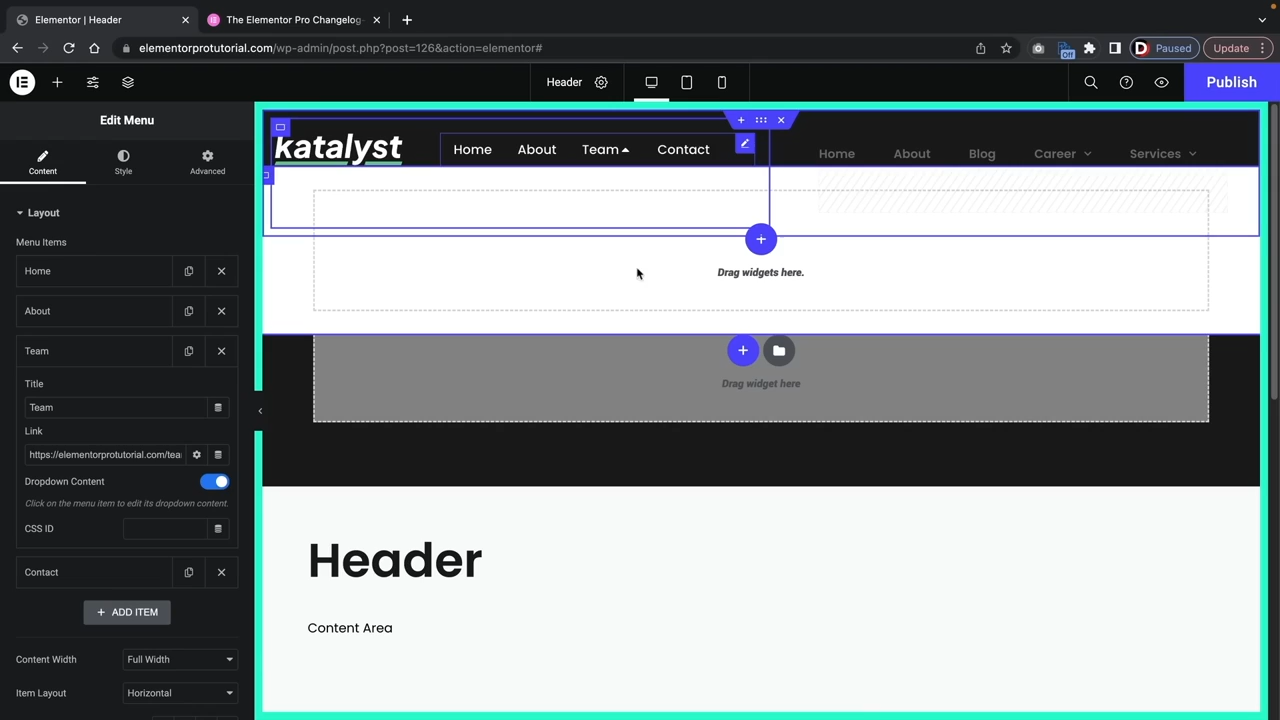 Elementor | Header
The Elementor Pro Changelog
elementorprotutorial.com/wp-admin/post.php?post=126&action=elementor#
Off
D Paused
Update
Header
Publish
Edit Menu
Content
Style
Advanced
Layout
Menu Items
Home
About
Team
Title
Team
Link
https://elementorprotutorial.com/tea
Dropdown Content
Click on the menu item to edit its dropdown content.
CSS ID
Contact
+ ADD ITEM
Content Width
Full Width
Item Layout
Horizontal
katalyst
Home About Team Contact
Home About Blog Career Services
Drag widgets here.
Drag widget here
Header
Content Area